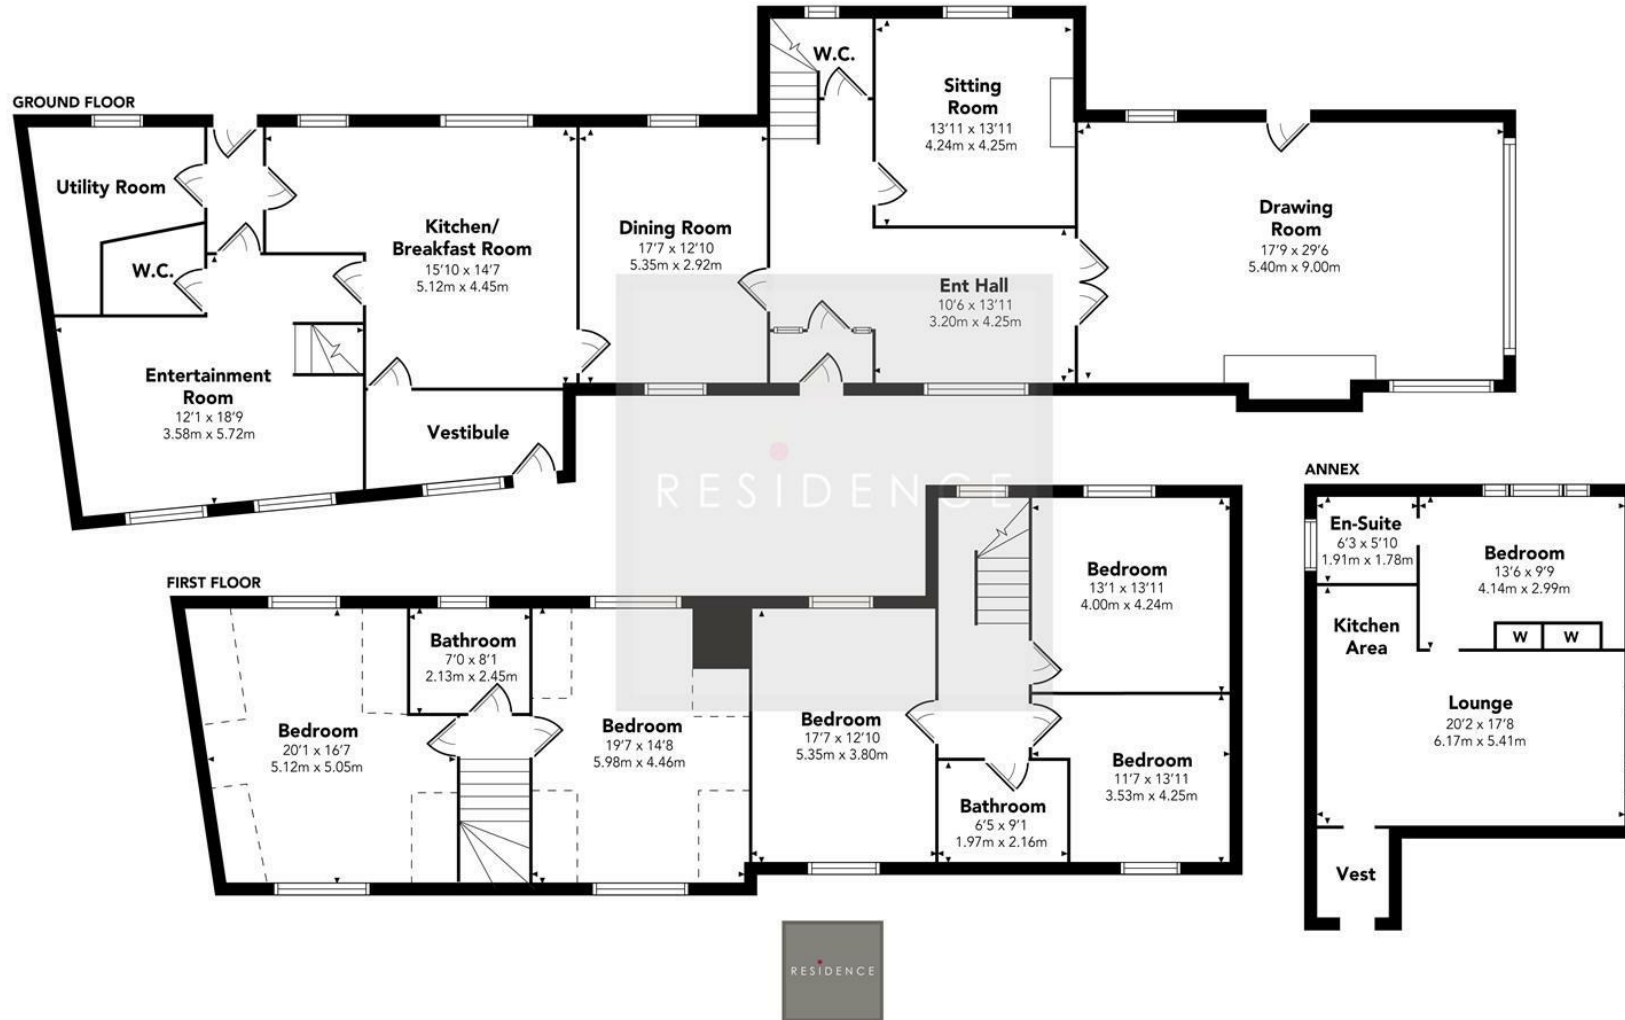 GROUND FLOOR
Utility Room
W.C.
Entertainment
Room
12'1 x 18'9
3.58m x 5.72m
Kitchen/
Breakfast Room
15'10 x 14'7
5.12m x 4.45m
Vestibule
Dining Room
17'7 x 12'10
5.35m x 2.92m
W.C.
Sitting
Room
13'11 x 13'11
4.24m x 4.25m
Ent Hall
10'6 x 13'11
3.20m x 4.25m
Drawing
Room
17'9 x 29'6
5.40m x 9.00m
RESIDENCE
FIRST FLOOR
Bedroom
20'1 x 16'7
5.12m x 5.05m
Bathroom
7'0 x 8'1
2.13m x 2.45m
Bedroom
19'7 x 14'8
5.98m x 4.46m
Bedroom
17'7 x 12'10
5.35m x 3.80m
Bedroom
13'1 x 13'11
4.00m x 4.24m
Bedroom
11'7 x 13'11
3.53m x 4.25m
Bathroom
6'5 x 9'1
1.97m x 2.16m
ANNEX
En-Suite
6'3 x 5'10
1.91m x 1.78m
Bedroom
13'6 x 9'9
4.14m x 2.99m
W W
Kitchen
Area
Lounge
20'2 x 17'8
6.17m x 5.41m
Vest
RESIDENCE